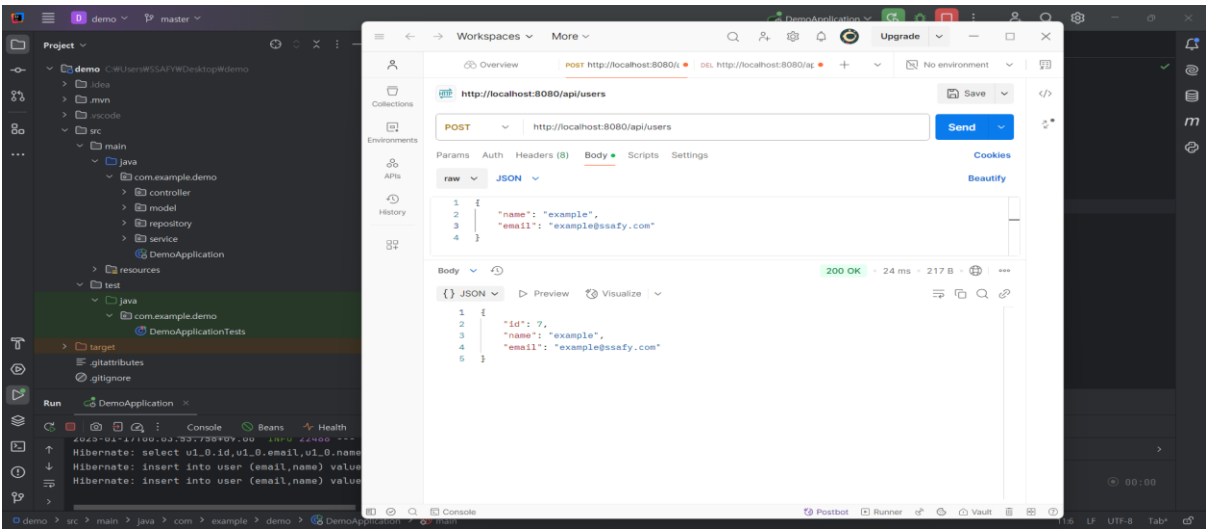 D demo master
DemoApplication
Project
demo C:₩Users₩SSAFY₩Desktop₩demo
.idea
.mvn
.vscode
src
main
java
com.example.demo
controller
model
repository
service
DemoApplication
resources
test
java
com.example.demo
DemoApplicationTests
target
.gitattributes
.gitignore
Run DemoApplication
Console Beans Health
Hibernate: select u1_0.id,u1_0.email,u1_0.name
Hibernate: insert into user (email,name) value
Hibernate: insert into user (email,name) value
demo > src > main > java > com > example > demo > DemoApplication > main
11:6 LF UTF-8 Tab*
00:00
Workspaces More
Upgrade
Overview POST http://localhost:8080/a DEL http://localhost:8080/ap + No environment
Collections
Environments
APIs
History
http://localhost:8080/api/users Save
POST http://localhost:8080/api/users Send
Params Auth Headers (8) Body Scripts Settings Cookies
raw JSON Beautify
1 {
2 "name": "example",
3 "email": "example@ssafy.com"
4 }
Body 200 OK 24 ms 217 B
{} JSON Preview Visualize
1 {
2 "id": 7,
3 "name": "example",
4 "email": "example@ssafy.com"
5 }
Console Postbot Runner Vault